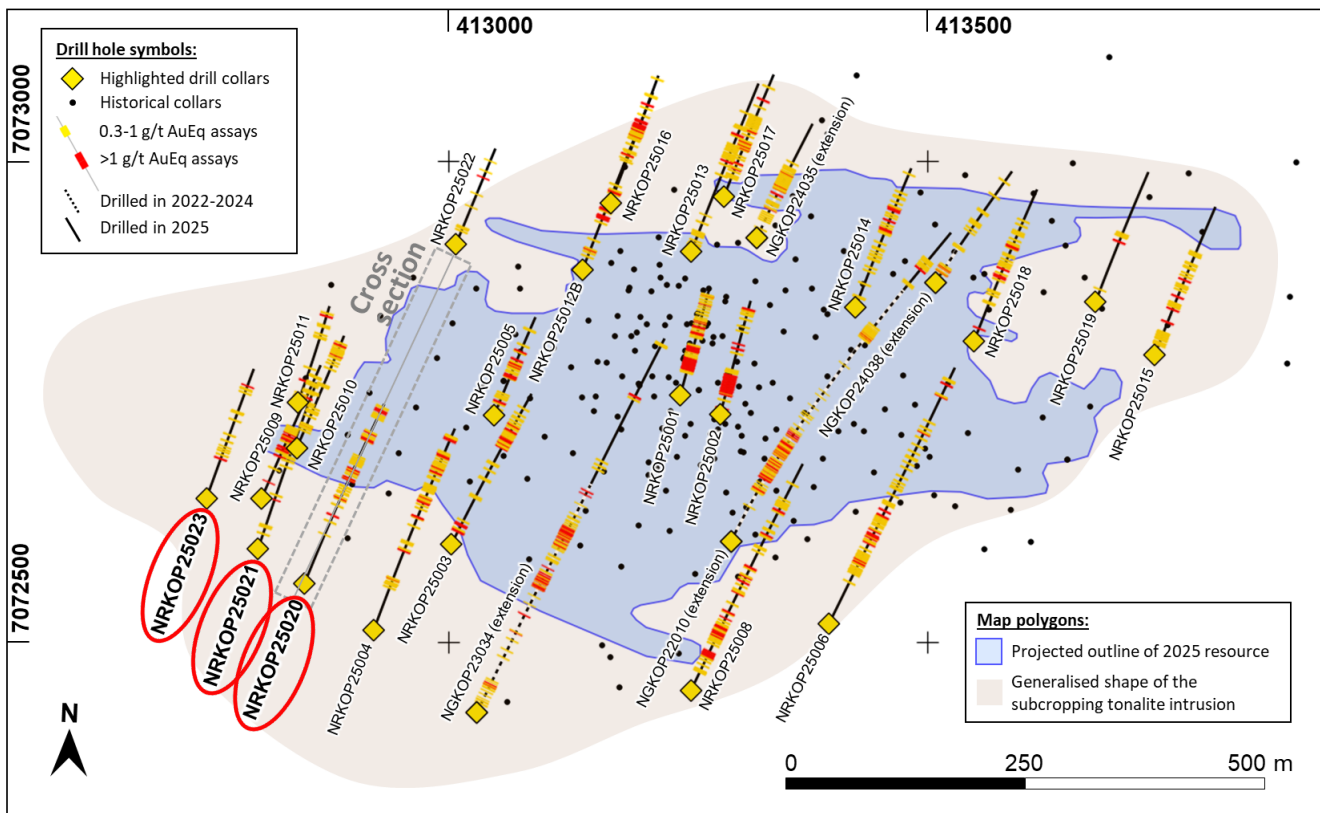 413000
413500
7073000
7072500
Drill hole symbols:
Highlighted drill collars
Historical collars
0.3-1 g/t AuEq assays
>1 g/t AuEq assays
Drilled in 2022-2024
Drilled in 2025
NRKOP25022
NRKOP25016
NRKOP25013
NRKOP25017
NGKOP24035 (extension)
Cross
section
NRKOP25012B
NRKOP25014
NRKOP25011
NRKOP25005
NGKOP24038 (extension)
NRKOP25018
NRKOP25019
NRKOP25015
NRKOP25009
NRKOP25010
NRKOP25001
NRKOP25002
NRKOP25023
NRKOP25021
NRKOP25020
NRKOP25004
NRKOP25003
NGKOP23034 (extension)
NGKOP22010 (extension)
NRKOP25008
NRKOP25006
Map polygons:
Projected outline of 2025 resource
Generalised shape of the
subcropping tonalite intrusion
N
0
250
500 m